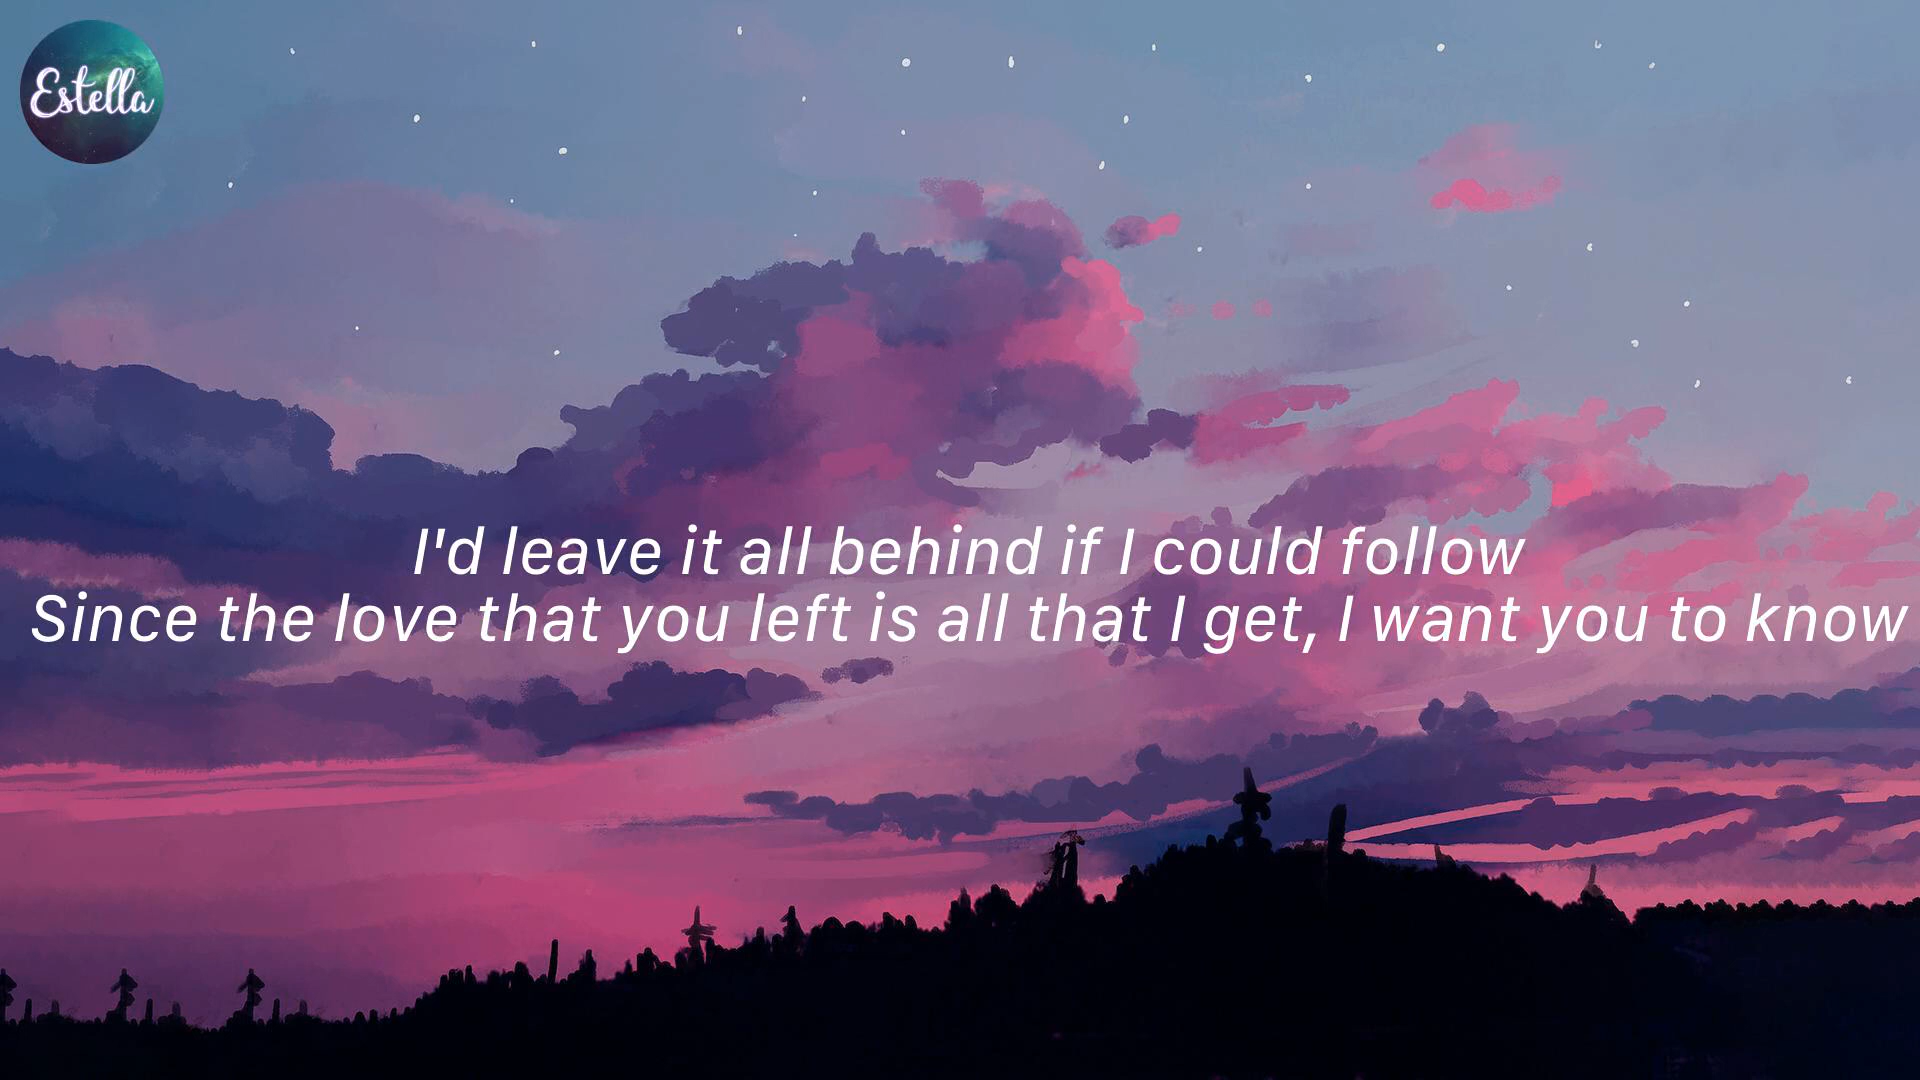 Estella
I'd leave it all behind if I could follow
Since the love that you left is all that I get, I want you to know